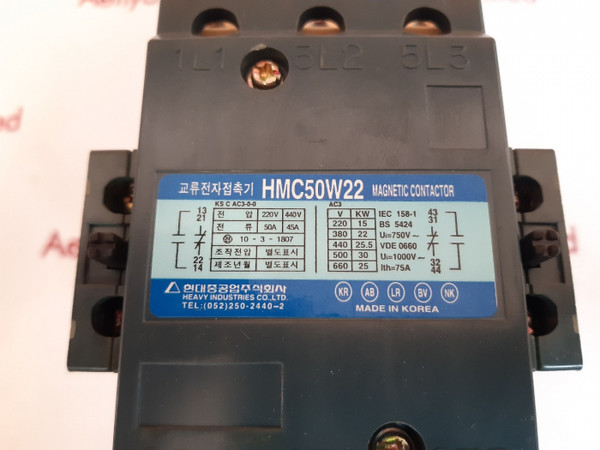 1L1 3L2 5L3
교류전자접촉기 HMC50W22 MAGNETIC CONTACTOR
KS C AC3-0-0
전 압 220V 440V
전 류 50A 45A
10-3-1807
조작전압 별도표시
제조년월 별도표시
13
21
22
14
AC3
V KW
220 15
380 22
440 25.5
500 30
660 25
IEC 158-1
BS 5424
Ui=750V~
VDE 0660
Ui=1000V~
Ith=75A
43
31
32
44
현대중공업주식회사
HEAVY INDUSTRIES CO.,LTD.
TEL:(052)250-2440~2
KR AB LR BV NK
MADE IN KOREA